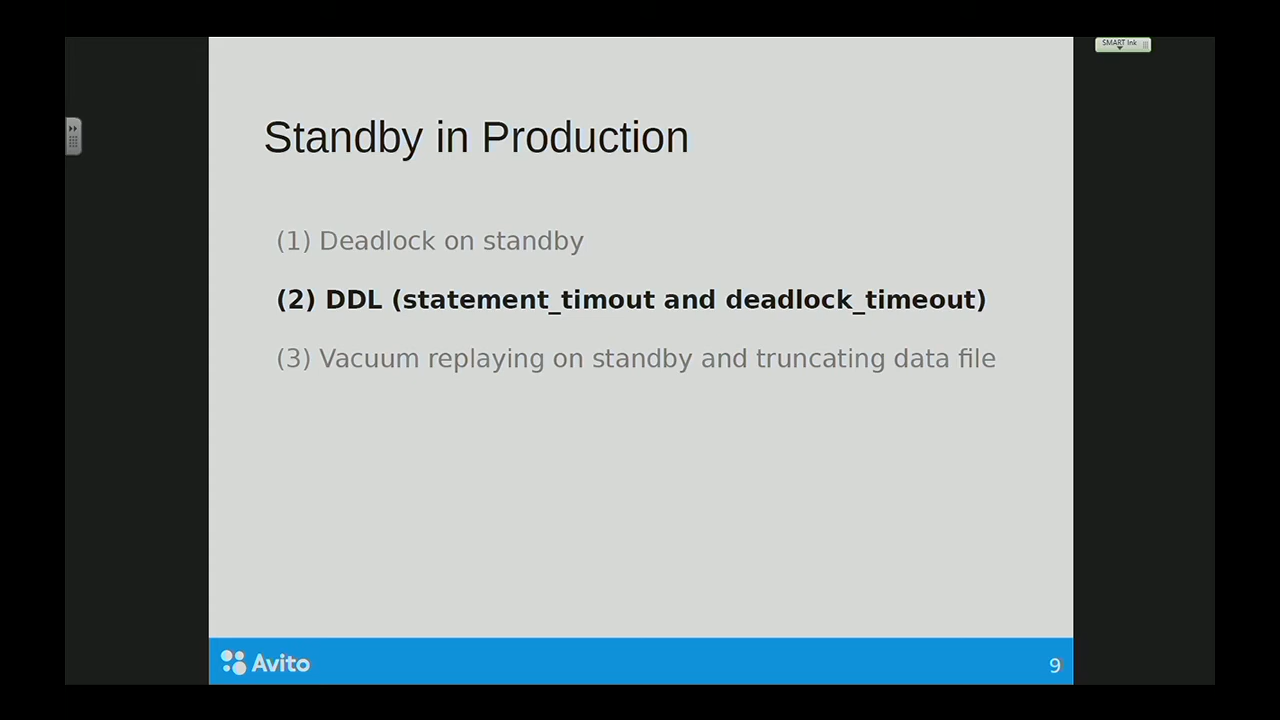 SMART Ink
Standby in Production
(1) Deadlock on standby
(2) DDL (statement_timout and deadlock_timeout)
(3) Vacuum replaying on standby and truncating data file
Avito
9